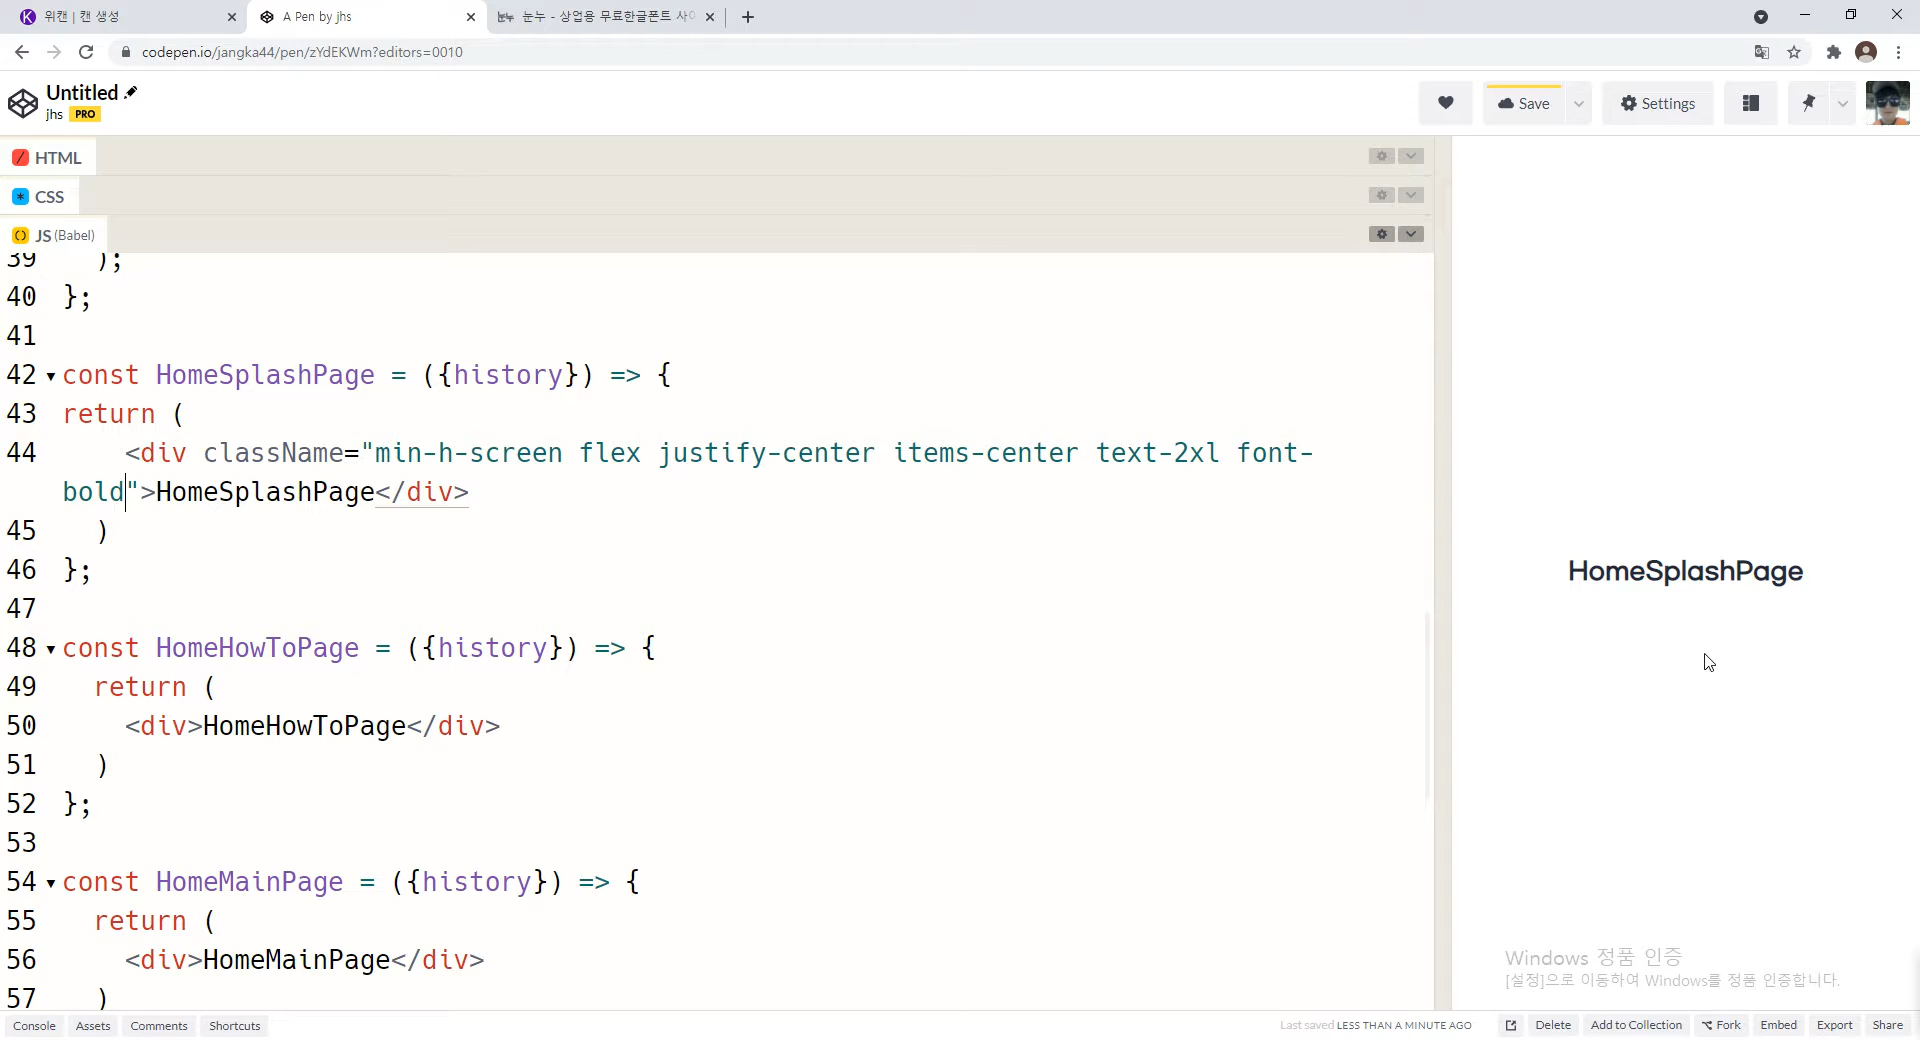 위캔 | 캔 생성
A Pen by jhs
눈누 - 상업용 무료한글폰트 사이
codepen.io/jangka44/pen/zYdEKWm?editors=0010
Untitled
jhs PRO
Save
Settings
HTML
CSS
JS (Babel)
39 );
40 };
41
42 const HomeSplashPage = ({history}) => {
43 return (
44 <div className="min-h-screen flex justify-center items-center text-2xl font-
bold">HomeSplashPage</div>
45 )
46 };
47
48 const HomeHowToPage = ({history}) => {
49 return (
50 <div>HomeHowToPage</div>
51 )
52 };
53
54 const HomeMainPage = ({history}) => {
55 return (
56 <div>HomeMainPage</div>
57 )
HomeSplashPage
Windows 정품 인증
[설정]으로 이동하여 Windows를 정품 인증합니다.
Console Assets Comments Shortcuts
Last saved LESS THAN A MINUTE AGO
Delete Add to Collection Fork Embed Export Share